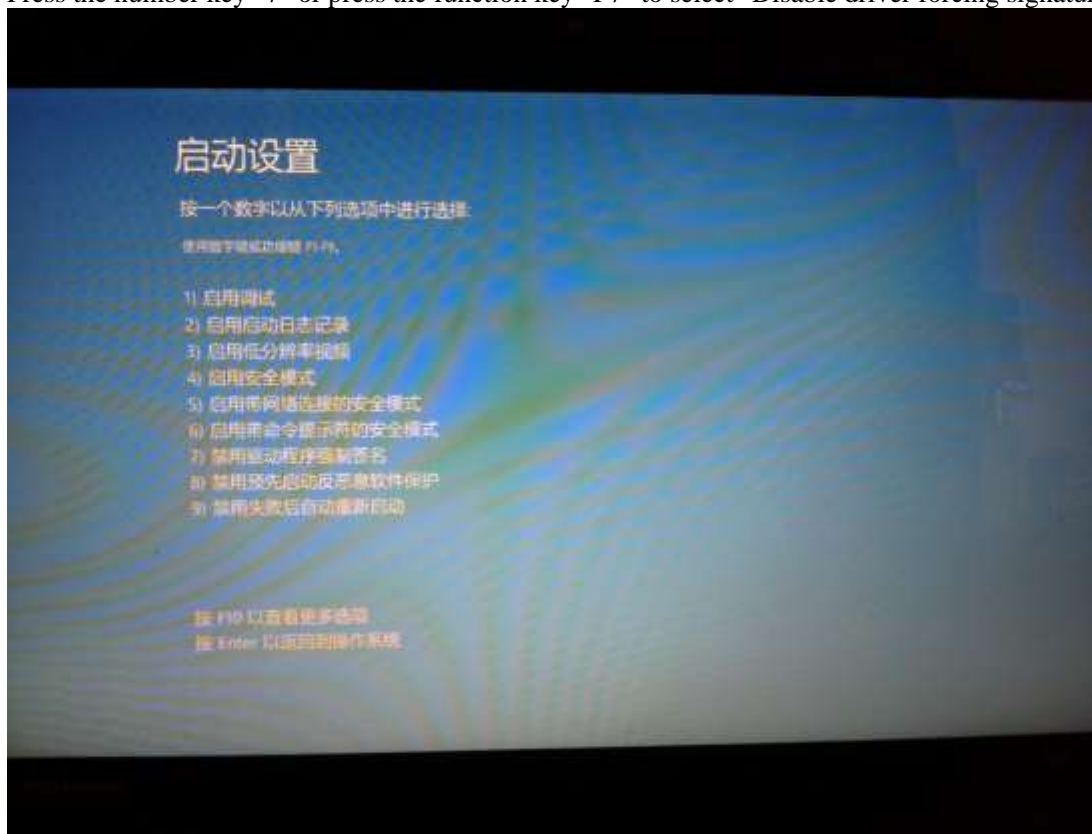 Press the number key "7" or press the function key "F7" to select "Disable driver forcing signatur
启动设置
按一个数字以从下列选项中进行选择:
使用数字键或功能键 F1-F9。
1) 启用调试
2) 启用启动日志记录
3) 启用低分辨率视频
4) 启用安全模式
5) 启用带网络连接的安全模式
6) 启用带命令提示符的安全模式
7) 禁用驱动程序强制签名
8) 禁用预先启动反恶意软件保护
9) 禁用失败后自动重新启动
按 F10 以查看更多选项
按 Enter 以返回到操作系统